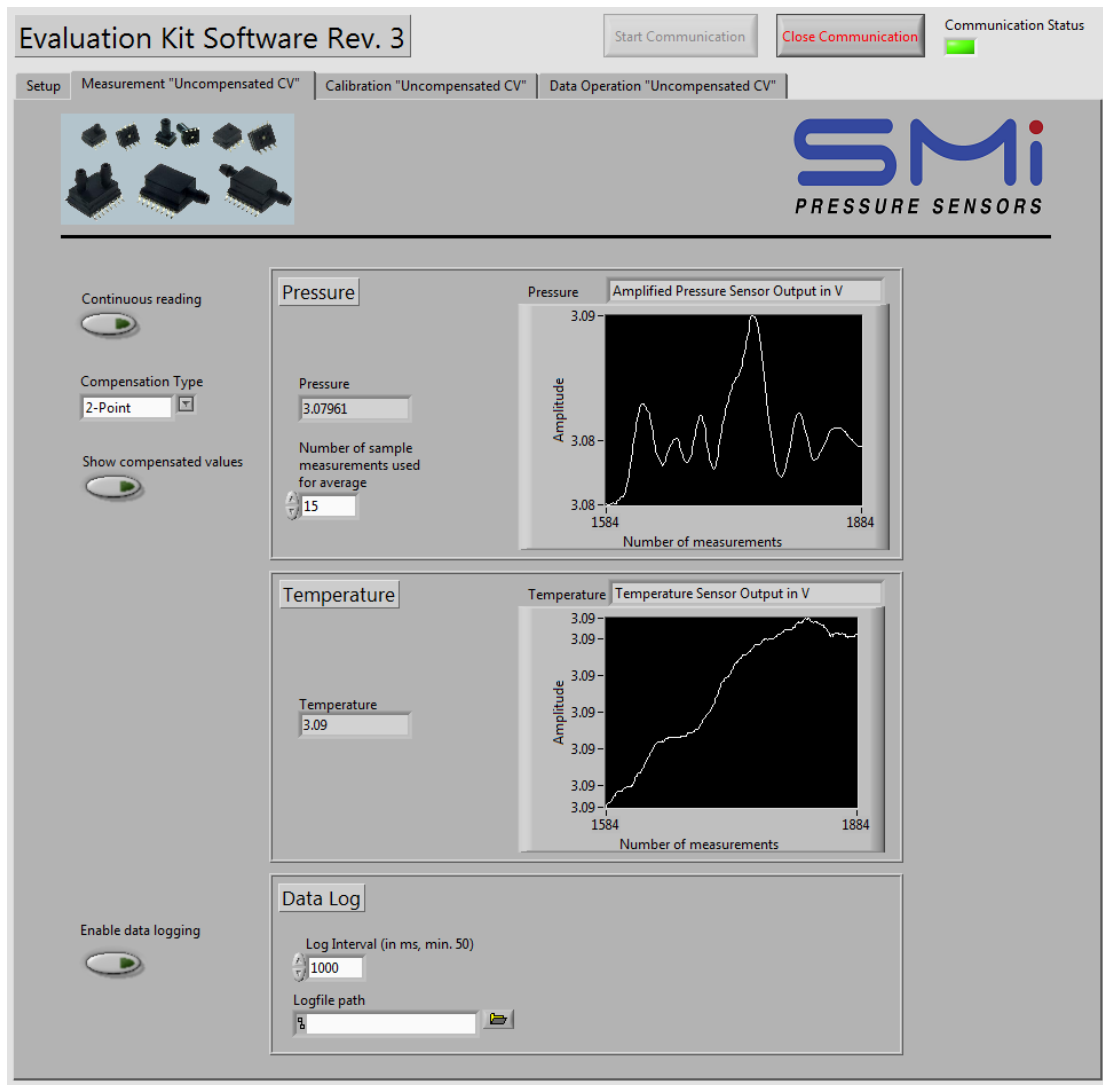 Evaluation Kit Software Rev. 3
Start Communication
Close Communication
Communication Status
Setup
Measurement "Uncompensated CV"
Calibration "Uncompensated CV"
Data Operation "Uncompensated CV"
SMi
PRESSURE SENSORS
Continuous reading
Compensation Type
2-Point
Show compensated values
Pressure
Pressure
3.07961
Number of sample
measurements used
for average
15
Pressure
Amplified Pressure Sensor Output in V
Amplitude
3.09
3.08
3.08
1584
1884
Number of measurements
Temperature
Temperature
3.09
Temperature
Temperature Sensor Output in V
Amplitude
3.09
3.09
3.09
3.09
3.09
3.09
3.09
1584
1884
Number of measurements
Enable data logging
Data Log
Log Interval (in ms, min. 50)
1000
Logfile path